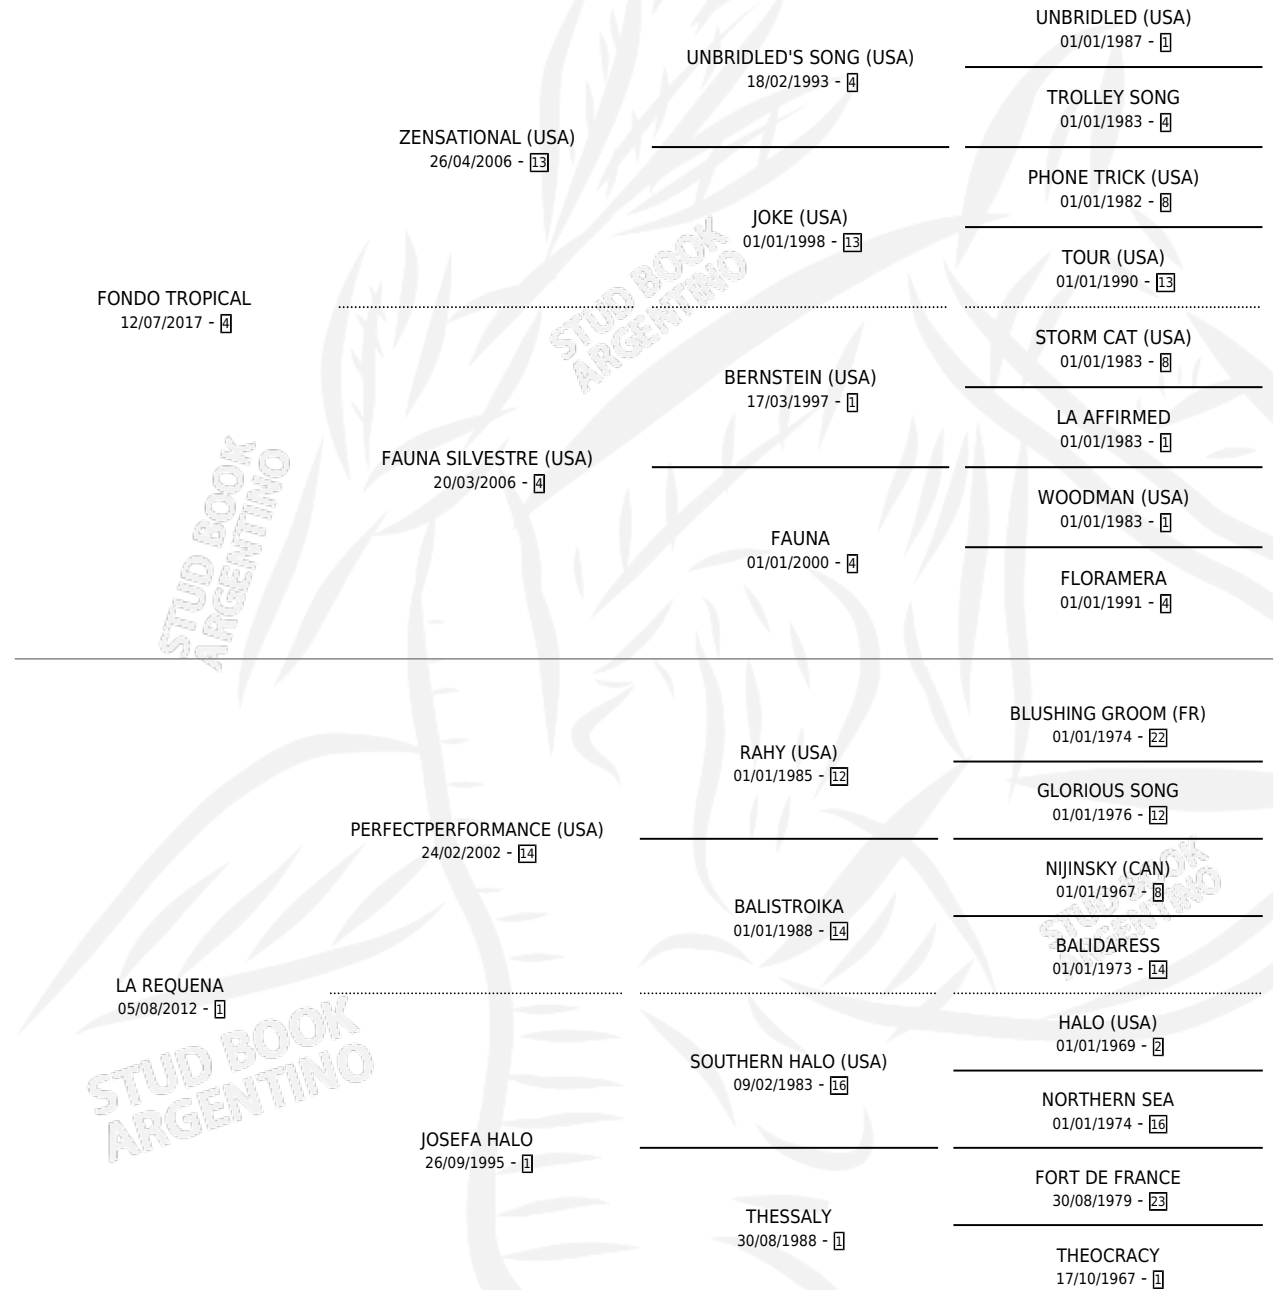 UNBRIDLED (USA)
01/01/1987 - 1
UNBRIDLED'S SONG (USA)
18/02/1993 - 4
TROLLEY SONG
01/01/1983 - 4
ZENSATIONAL (USA)
26/04/2006 - 13
PHONE TRICK (USA)
01/01/1982 - 8
JOKE (USA)
01/01/1998 - 13
TOUR (USA)
01/01/1990 - 13
FONDO TROPICAL
12/07/2017 - 4
STORM CAT (USA)
01/01/1983 - 8
BERNSTEIN (USA)
17/03/1997 - 1
LA AFFIRMED
01/01/1983 - 1
FAUNA SILVESTRE (USA)
20/03/2006 - 4
WOODMAN (USA)
01/01/1983 - 1
FAUNA
01/01/2000 - 4
FLORAMERA
01/01/1991 - 4
BLUSHING GROOM (FR)
01/01/1974 - 22
RAHY (USA)
01/01/1985 - 12
GLORIOUS SONG
01/01/1976 - 12
PERFECTPERFORMANCE (USA)
24/02/2002 - 14
NIJINSKY (CAN)
01/01/1967 - 8
BALISTROIKA
01/01/1988 - 14
BALIDARESS
01/01/1973 - 14
LA REQUENA
05/08/2012 - 1
HALO (USA)
01/01/1969 - 2
SOUTHERN HALO (USA)
09/02/1983 - 16
NORTHERN SEA
01/01/1974 - 16
JOSEFA HALO
26/09/1995 - 1
FORT DE FRANCE
30/08/1979 - 23
THESSALY
30/08/1988 - 1
THEOCRACY
17/10/1967 - 1
STUD BOOK
ARGENTINO
STUD BOOK
ARGENTINO
STUD BOOK
ARGENTINO
STUD BOOK
ARGENTINO